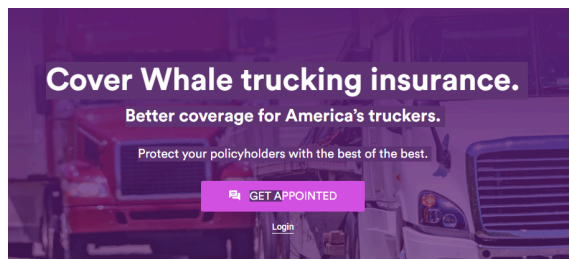 Cover Whale trucking insurance.
Better coverage for America's truckers.
Protect your policyholders with the best of the best.
GET APPOINTED
Login